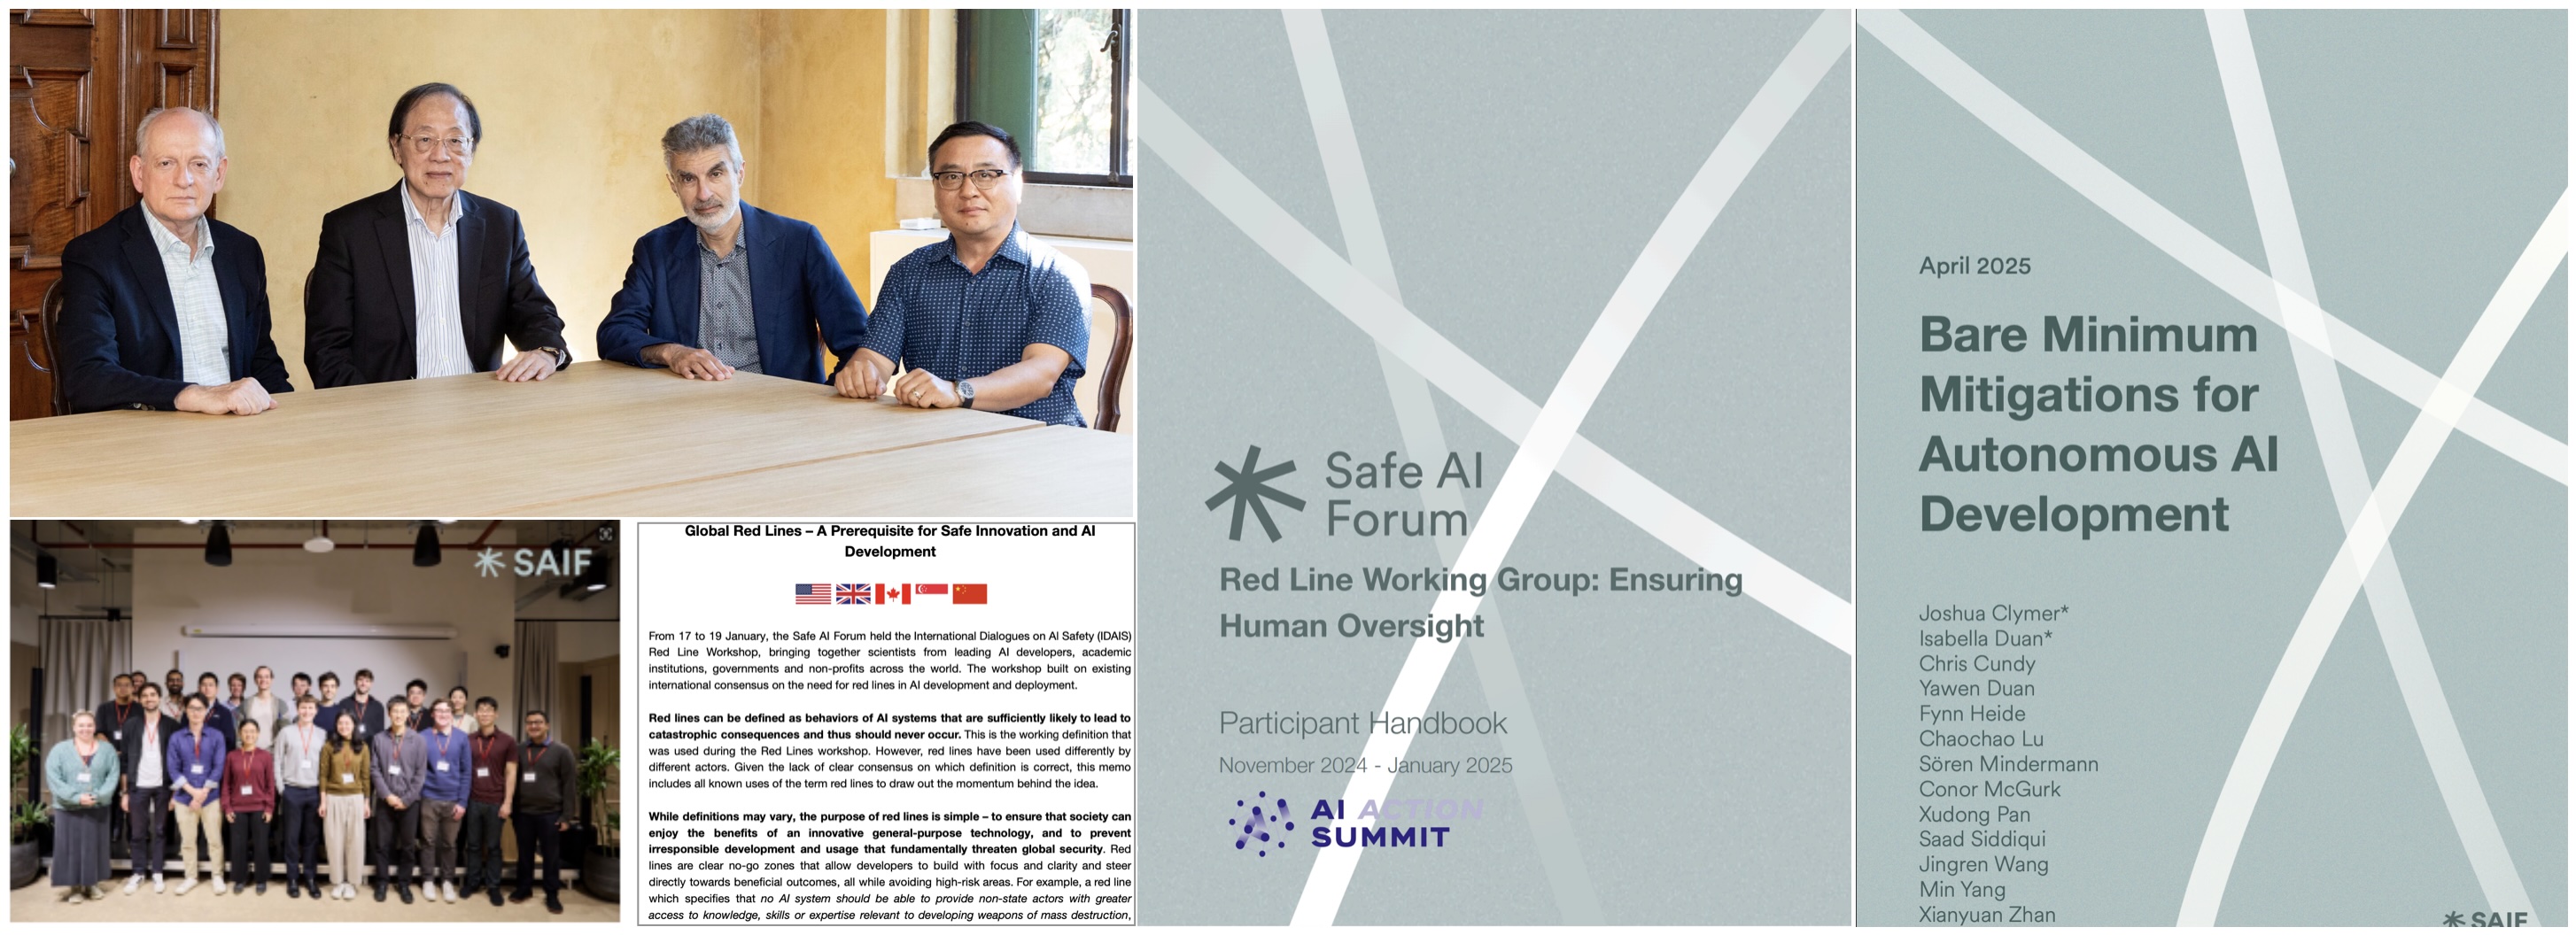 SAIF
Global Red Lines – A Prerequisite for Safe Innovation and AI
Development
From 17 to 19 January, the Safe AI Forum held the International Dialogues on AI Safety (IDAIS)
Red Line Workshop, bringing together scientists from leading AI developers, academic
institutions, governments and non-profits across the world. The workshop built on existing
international consensus on the need for red lines in AI development and deployment.
Red lines can be defined as behaviors of AI systems that are sufficiently likely to lead to
catastrophic consequences and thus should never occur. This is the working definition that
was used during the Red Lines workshop. However, red lines have been used differently by
different actors. Given the lack of clear consensus on which definition is correct, this memo
includes all known uses of the term red lines to draw out the momentum behind the idea.
While definitions may vary, the purpose of red lines is simple – to ensure that society can
enjoy the benefits of an innovative general-purpose technology, and to prevent
irresponsible development and usage that fundamentally threaten global security. Red
lines are clear no-go zones that allow developers to build with focus and clarity and steer
directly towards beneficial outcomes, all while avoiding high-risk areas. For example, a red line
which specifies that no AI system should be able to provide non-state actors with greater
access to knowledge, skills or expertise relevant to developing weapons of mass destruction,
Safe AI
Forum
Red Line Working Group: Ensuring
Human Oversight
Participant Handbook
November 2024 - January 2025
AI ACTION
SUMMIT
April 2025
Bare Minimum
Mitigations for
Autonomous AI
Development
Joshua Clymer*
Isabella Duan*
Chris Cundy
Yawen Duan
Fynn Heide
Chaochao Lu
Sören Mindermann
Conor McGurk
Xudong Pan
Saad Siddiqui
Jingren Wang
Min Yang
Xianyuan Zhan
SAIF